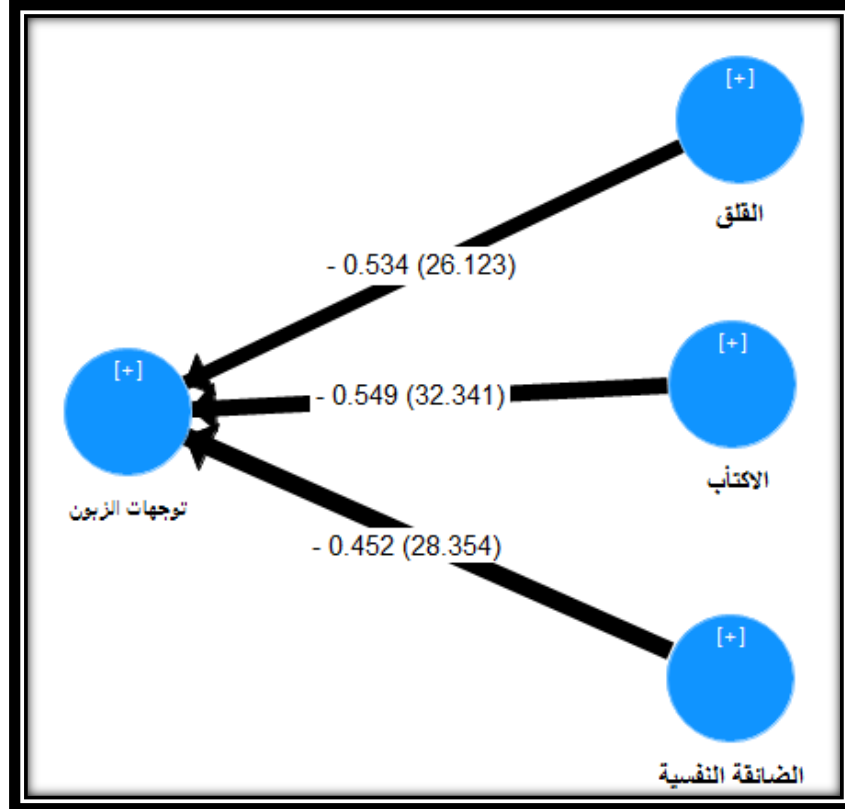 [+]
القلق
- 0.534 (26.123)
[+]
الاكتأب
- 0.549 (32.341)
[+]
توجهات الزبون
- 0.452 (28.354)
[+]
الضائقة النفسية